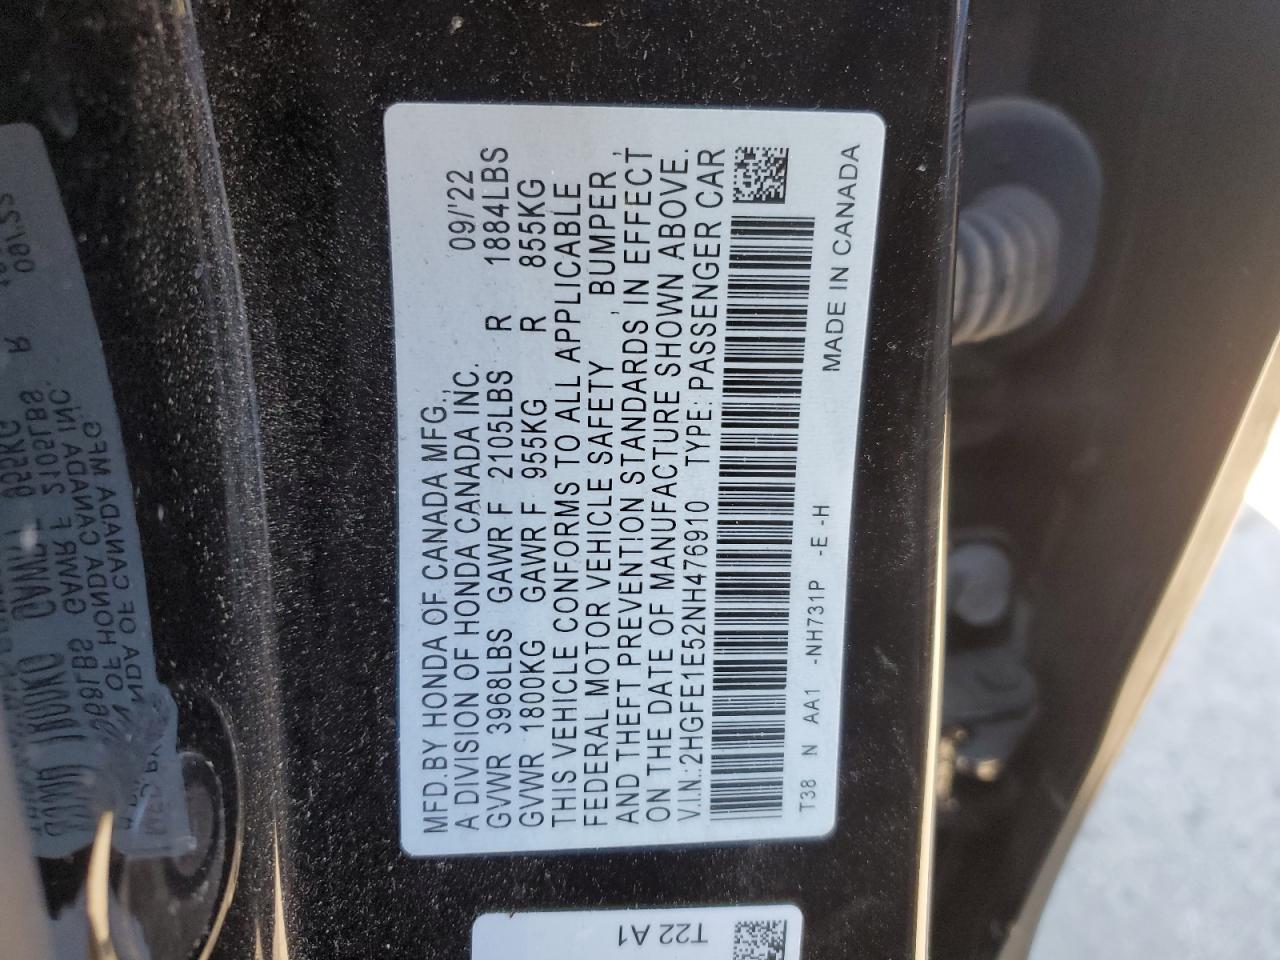 MFD.BY HONDA OF CANADA MFG., 09/'22
A DIVISION OF HONDA CANADA INC.
GVWR 3968LBS GAWR F 2105LBS R 1884LBS
GVWR 1800KG GAWR F 955KG R 855KG
THIS VEHICLE CONFORMS TO ALL APPLICABLE
FEDERAL MOTOR VEHICLE SAFETY, BUMPER,
AND THEFT PREVENTION STANDARDS, IN EFFECT
ON THE DATE OF MANUFACTURE SHOWN ABOVE.
V.I.N.:2HGFE1E52NH476910 TYPE:PASSENGER CAR
T38 N AA1 -NH731P -E -H MADE IN CANADA
T22 A1